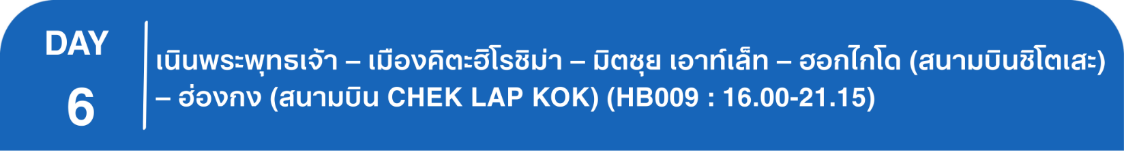 DAY
6
เนินพระพุทธเจ้า – เมืองคิตะฮิโรชิม่า – มิตซุย เอาท์เล็ท – ฮอกไกโด (สนามบินชิโตเสะ)
– ฮ่องกง (สนามบิน CHEK LAP KOK) (HB009 : 16.00-21.15)